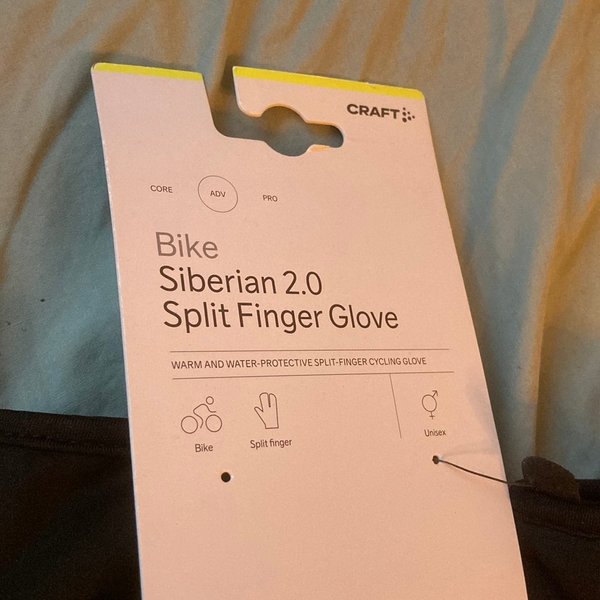 CRAFT
CORE ADV PRO
Bike
Siberian 2.0
Split Finger Glove
WARM AND WATER-PROTECTIVE SPLIT-FINGER CYCLING GLOVE
Bike Split finger Unisex